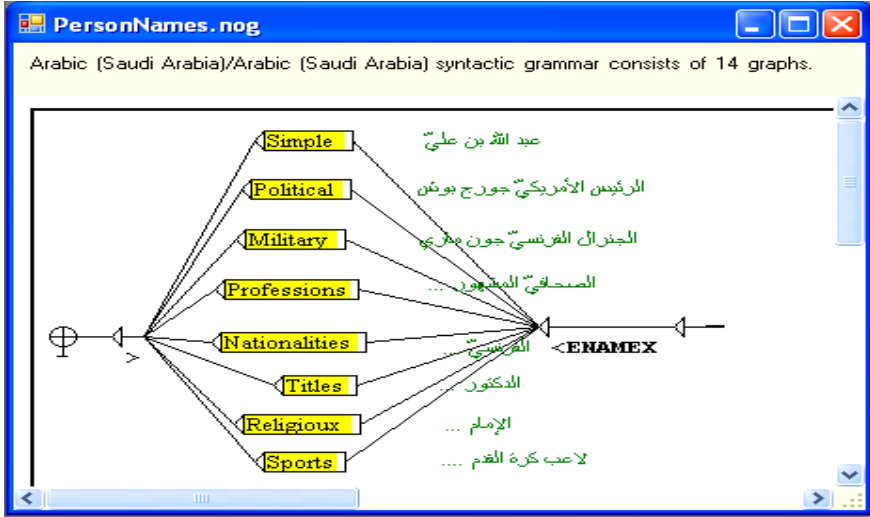 PersonNames.nog
Arabic (Saudi Arabia)/Arabic (Saudi Arabia) syntactic grammar consists of 14 graphs.
Simple عبد الله بن عليّ
Political الرئيس الأمريكيّ جورج بوش
Military الجنرال الفرنسيّ جون ماري
Professions الصحافيّ المشهور ...
Nationalities الفرنسيّ ... <ENAMEX
>
Titles الدكتور ...
Religioux الإمام ...
Sports لاعب كرة القدم ....